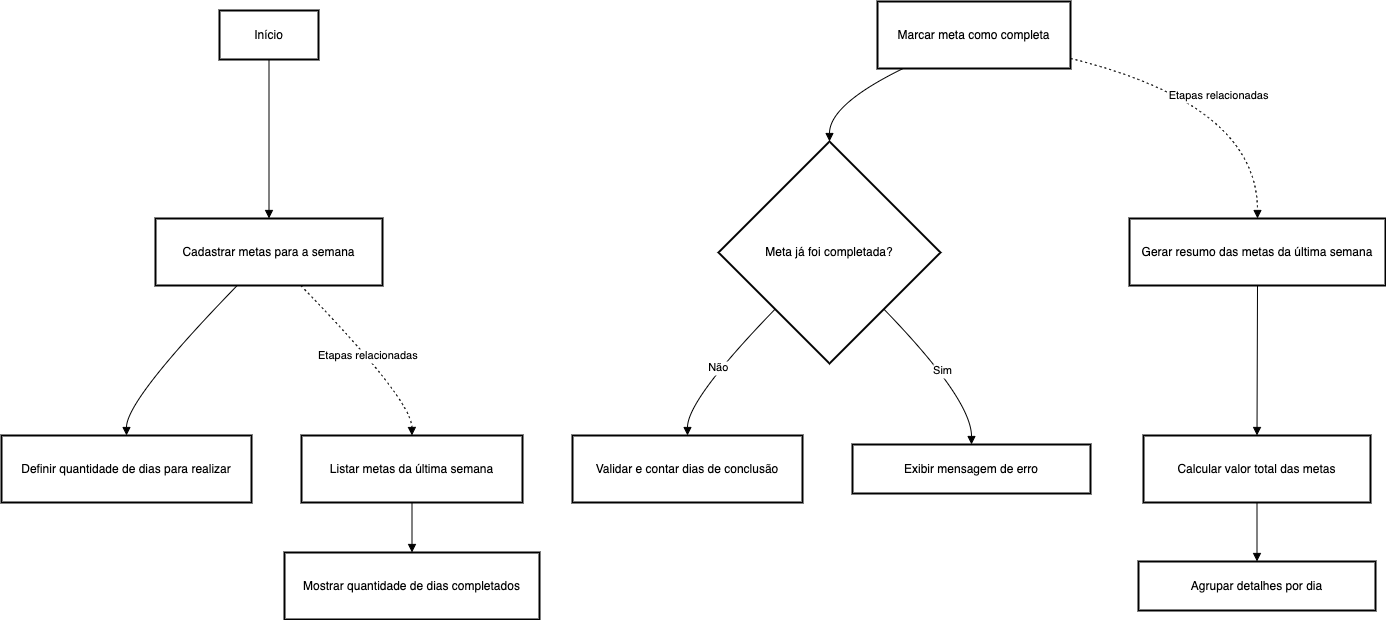 Início
Marcar meta como completa
Etapas relacionadas
Cadastrar metas para a semana
Meta já foi completada?
Gerar resumo das metas da última semana
Etapas relacionadas
Não
Sim
Definir quantidade de dias para realizar
Listar metas da última semana
Validar e contar dias de conclusão
Exibir mensagem de erro
Calcular valor total das metas
Mostrar quantidade de dias completados
Agrupar detalhes por dia